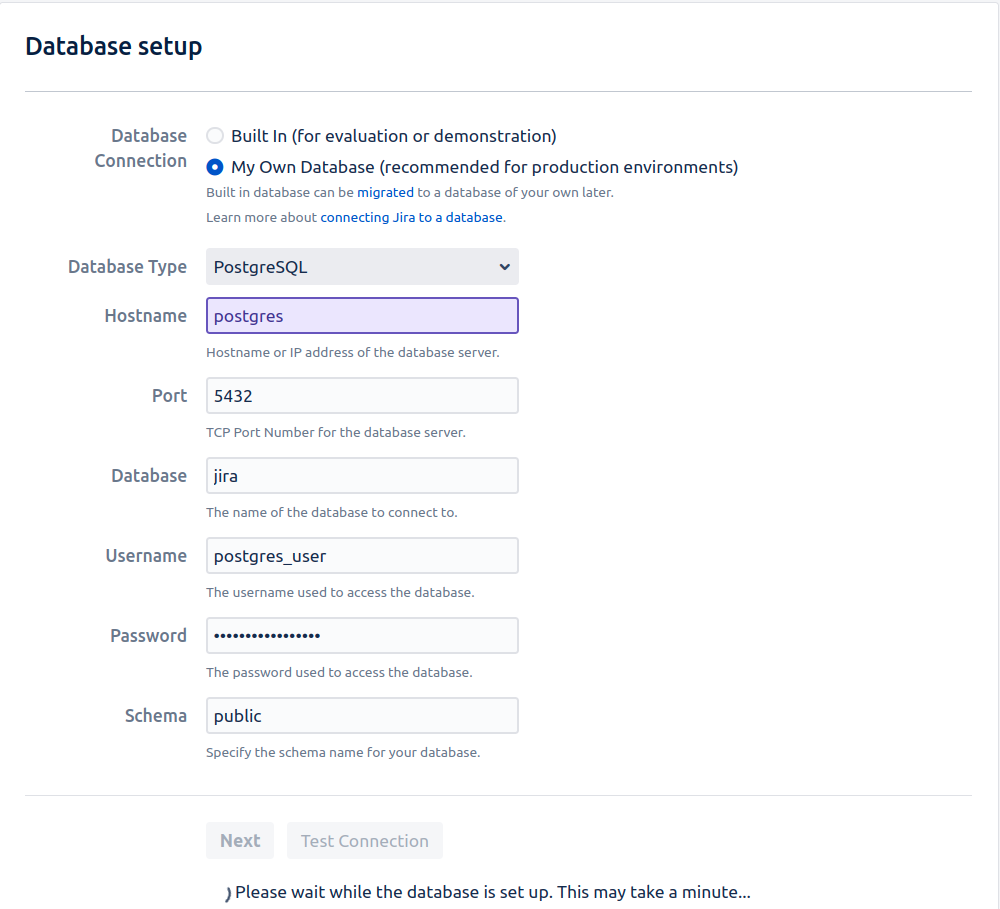 Database setup
Database
Connection
Built In (for evaluation or demonstration)
My Own Database (recommended for production environments)
Built in database can be migrated to a database of your own later.
Learn more about connecting Jira to a database.
Database Type
PostgreSQL
Hostname
postgres
Hostname or IP address of the database server.
Port
5432
TCP Port Number for the database server.
Database
jira
The name of the database to connect to.
Username
postgres_user
The username used to access the database.
Password
•••••••••••••••••
The password used to access the database.
Schema
public
Specify the schema name for your database.
Next
Test Connection
Please wait while the database is set up. This may take a minute...